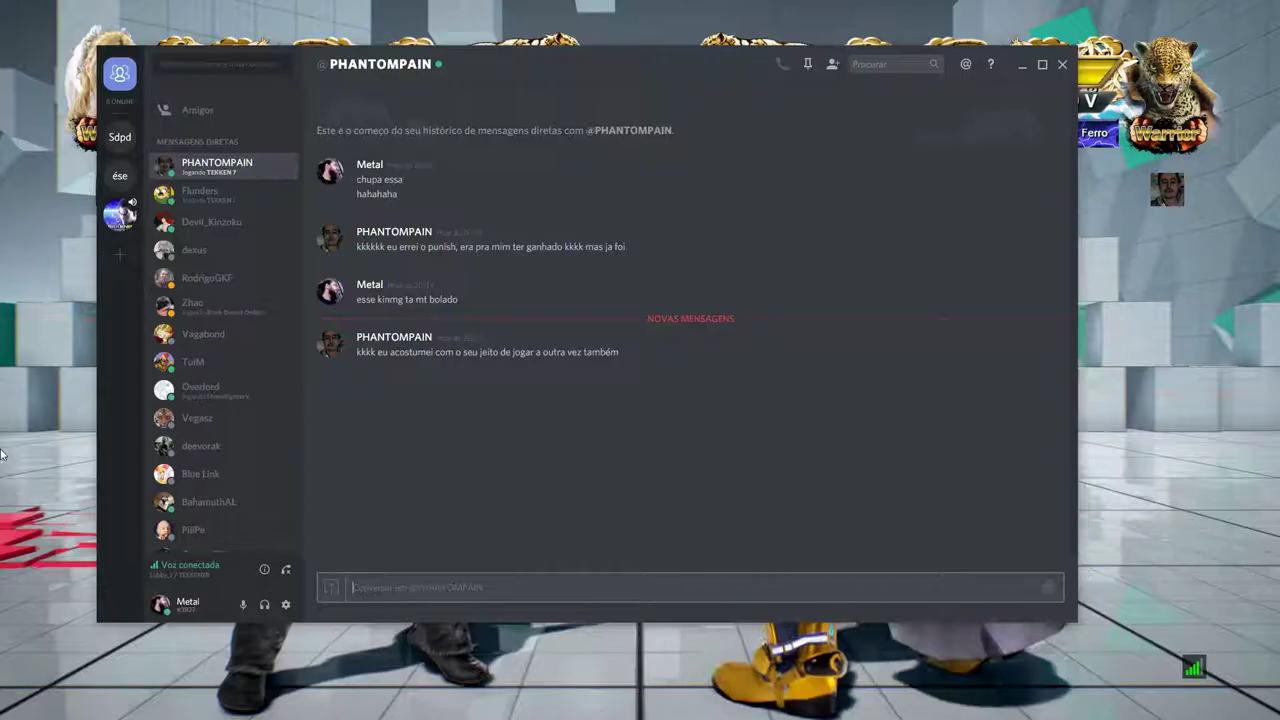 PHANTOMPAIN
Procurar
@
?
6 ONLINE
Amigos
Sdpd
MENSAGENS DIRETAS
PHANTOMPAIN
Jogando TEKKEN 7
ése
Flunders
Devil_Kinzoku
dexus
RodrigoGKF
Zhao
Vagabond
TuiM
Overlord
Vegasz
deevorak
Blue Link
PillPe
Voz conectada
Metal
Este é o começo do seu histórico de mensagens diretas com @PHANTOMPAIN.
Metal
chupa essa
hahahaha
PHANTOMPAIN
kkkkkk eu errei o punish, era pra mim ter ganhado kkkk mas ja foi
Metal
esse kinmg ta mt bolado
NOVAS MENSAGENS
PHANTOMPAIN
kkkk eu acostumei com o seu jeito de jogar a outra vez também
V
Ferro
Warrior